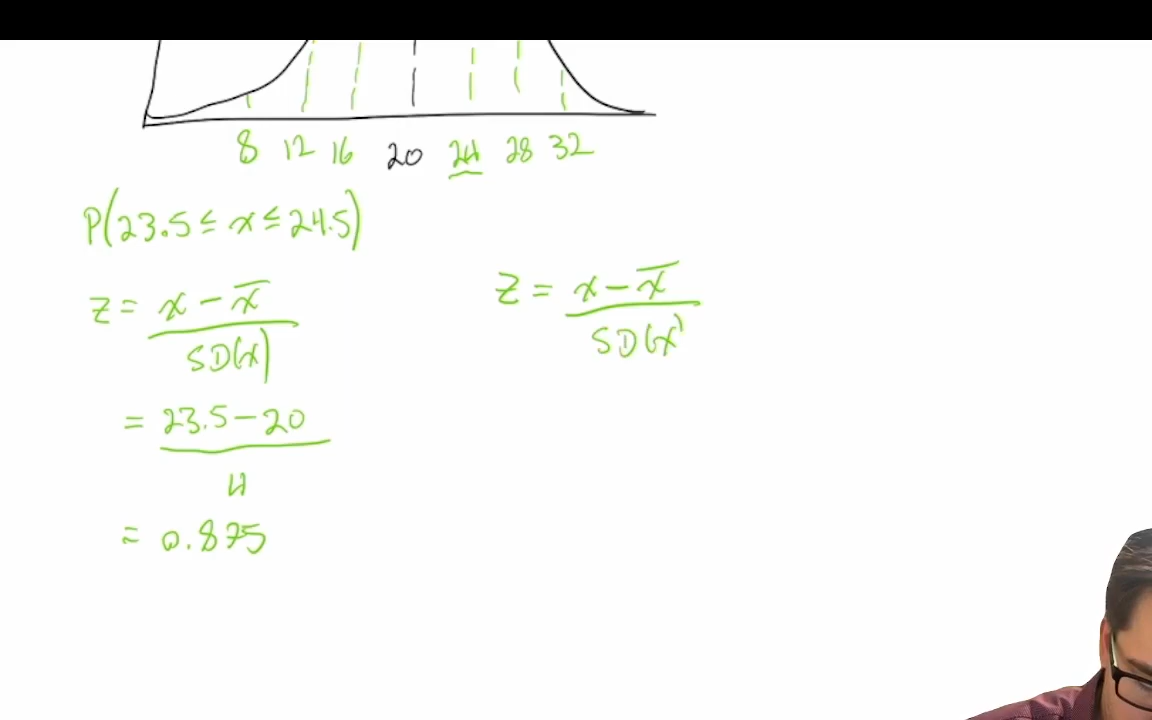 8 12 16 20 24 28 32
P(23.5 ≤ x ≤ 24.5)
z = (x - x̄) / SD(x)
= (23.5 - 20) / 4
= 0.875
z = (x - x̄) / SD(x)